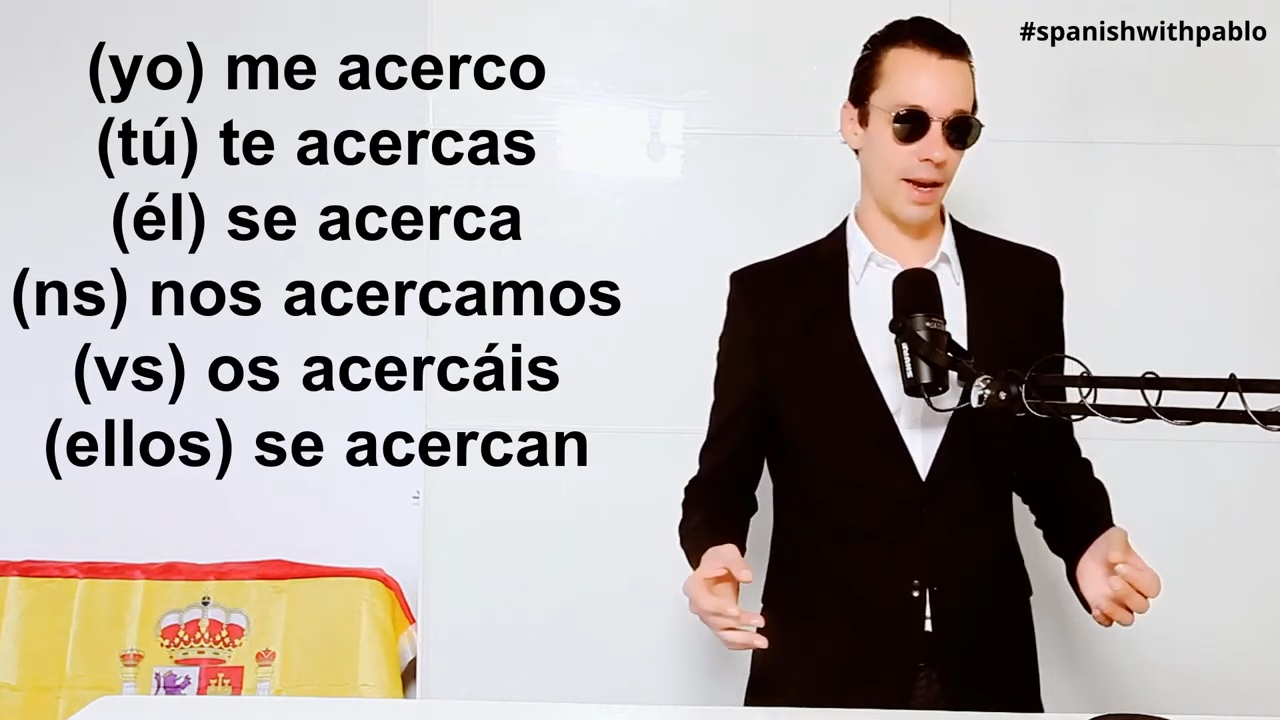 #spanishwithpablo
(yo) me acerco
(tú) te acercas
(él) se acerca
(ns) nos acercamos
(vs) os acercáis
(ellos) se acercan